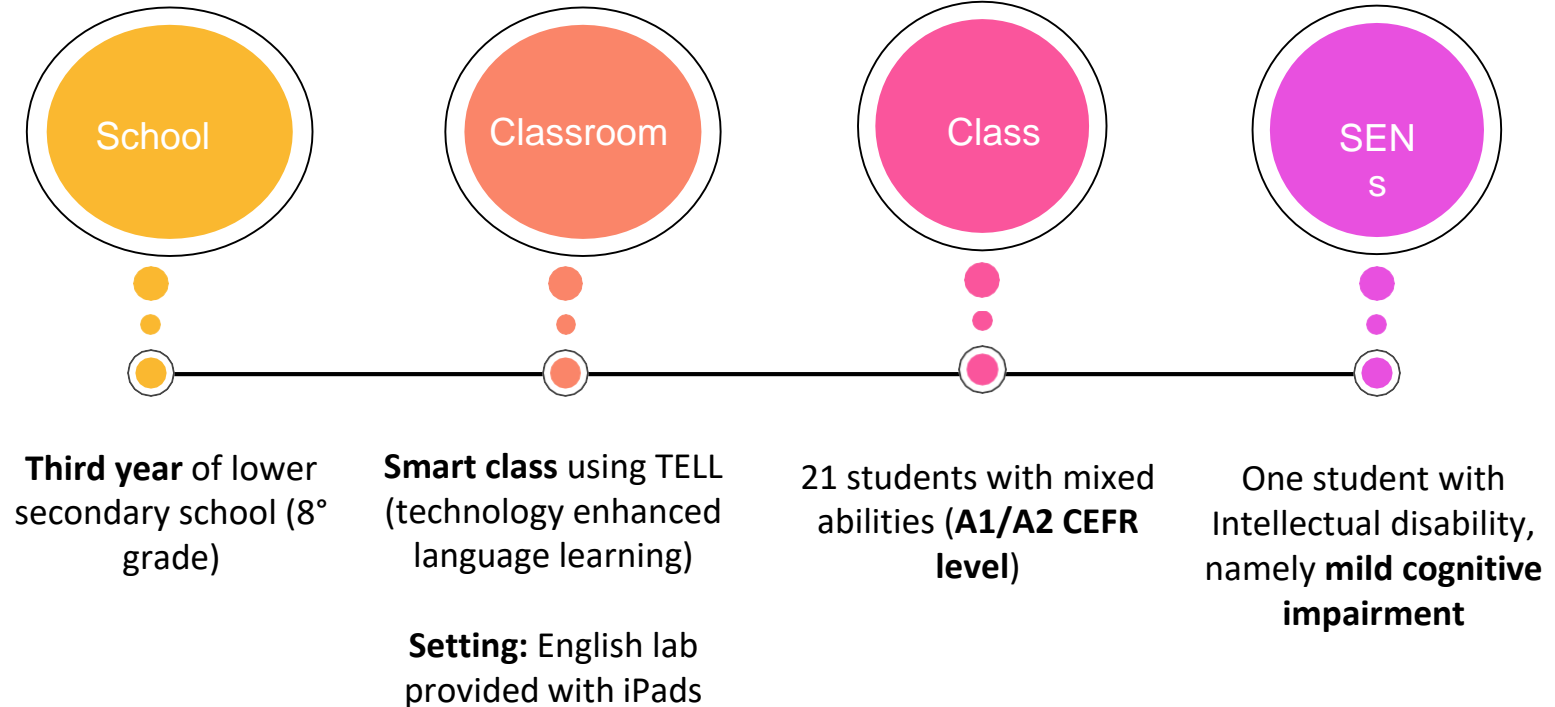 School
Classroom
Class
SEN
s
Third year of lower
secondary school (8°
grade)
Smart class using TELL
(technology enhanced
language learning)
Setting: English lab
provided with iPads
21 students with mixed
abilities (A1/A2 CEFR
level)
One student with
Intellectual disability,
namely mild cognitive
impairment